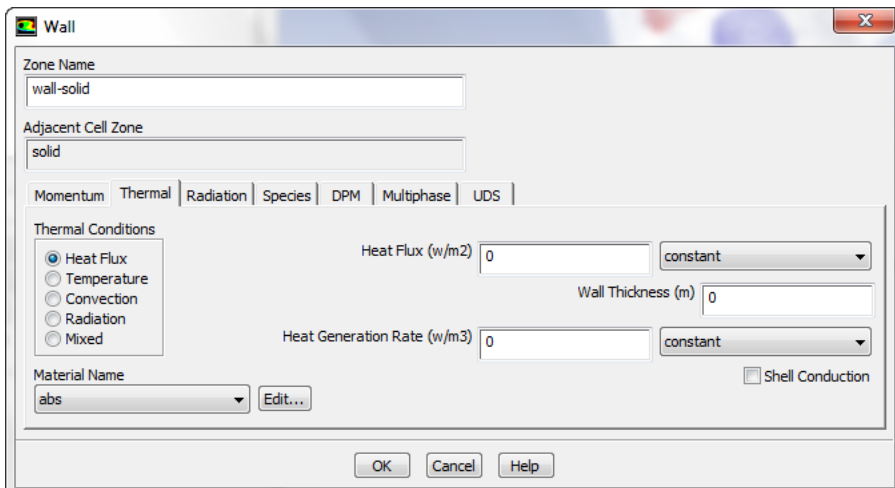 Wall
Zone Name
wall-solid
Adjacent Cell Zone
solid
Momentum Thermal Radiation Species DPM Multiphase UDS
Thermal Conditions
Heat Flux
Temperature
Convection
Radiation
Mixed
Heat Flux (w/m2) 0 constant
Wall Thickness (m) 0
Heat Generation Rate (w/m3) 0 constant
Material Name
abs Edit...
Shell Conduction
OK Cancel Help